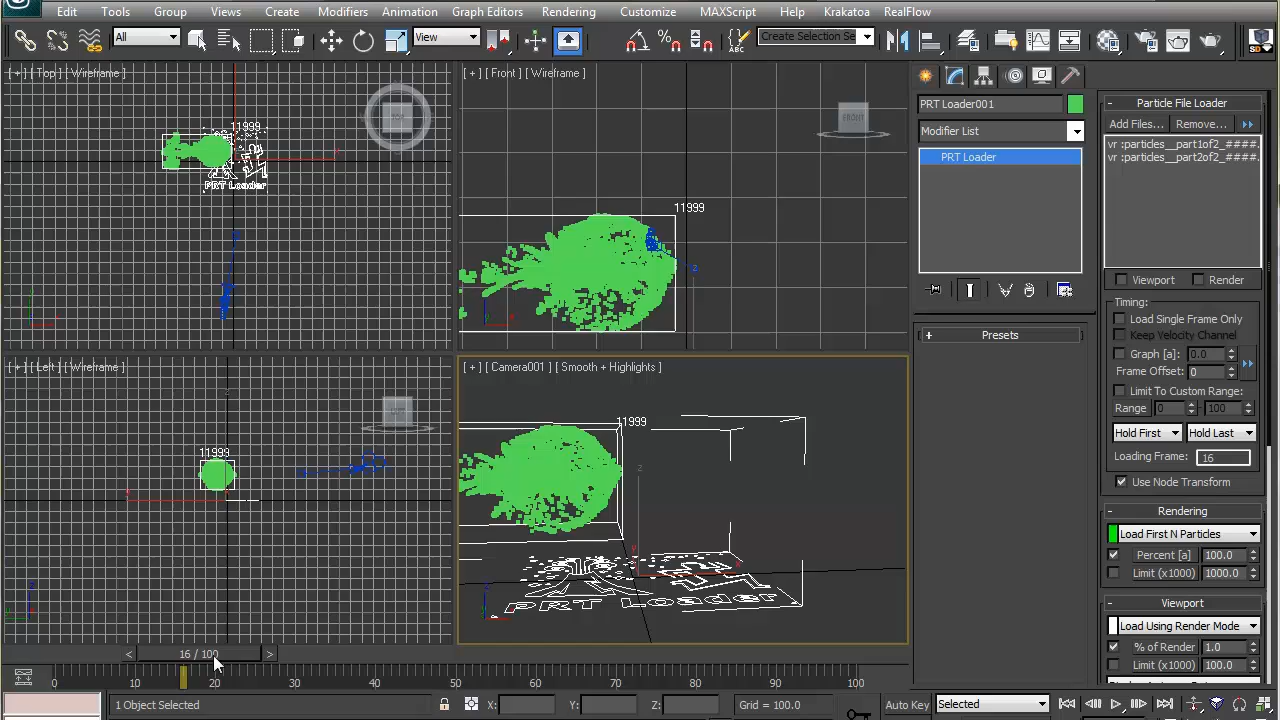 Edit Tools Group Views Create Modifiers Animation Graph Editors Rendering Customize MAXScript Help Krakatoa RealFlow
All View Create Selection Se
[ + ] [ Top ] [ Wireframe ]
TOP
11999
PRT Loader
[ + ] [ Front ] [ Wireframe ]
FRONT
11999
[ + ] [ Left ] [ Wireframe ]
LEFT
11999
[ + ] [ Camera001 ] [ Smooth + Highlights ]
11999
PRT Loader
PRT Loader001
Modifier List
PRT Loader
+ Presets
- Particle File Loader
Add Files... Remove... >>
vr :particles__part1of2_####.
vr :particles__part2of2_####.
Viewport Render
Timing:
Load Single Frame Only
Keep Velocity Channel
Graph [a]: 0.0
Frame Offset: 0
Limit To Custom Range:
Range 0 - 100
Hold First Hold Last
Loading Frame: 16
Use Node Transform
- Rendering
Load First N Particles
Percent [a] 100.0
Limit (x1000) 1000.0
- Viewport
Load Using Render Mode
% of Render 1.0
Limit (x1000) 100.0
< 16 / 100 >
0 10 20 30 40 50 60 70 80 90 100
1 Object Selected X: Y: Z: Grid = 100.0 Auto Key Selected